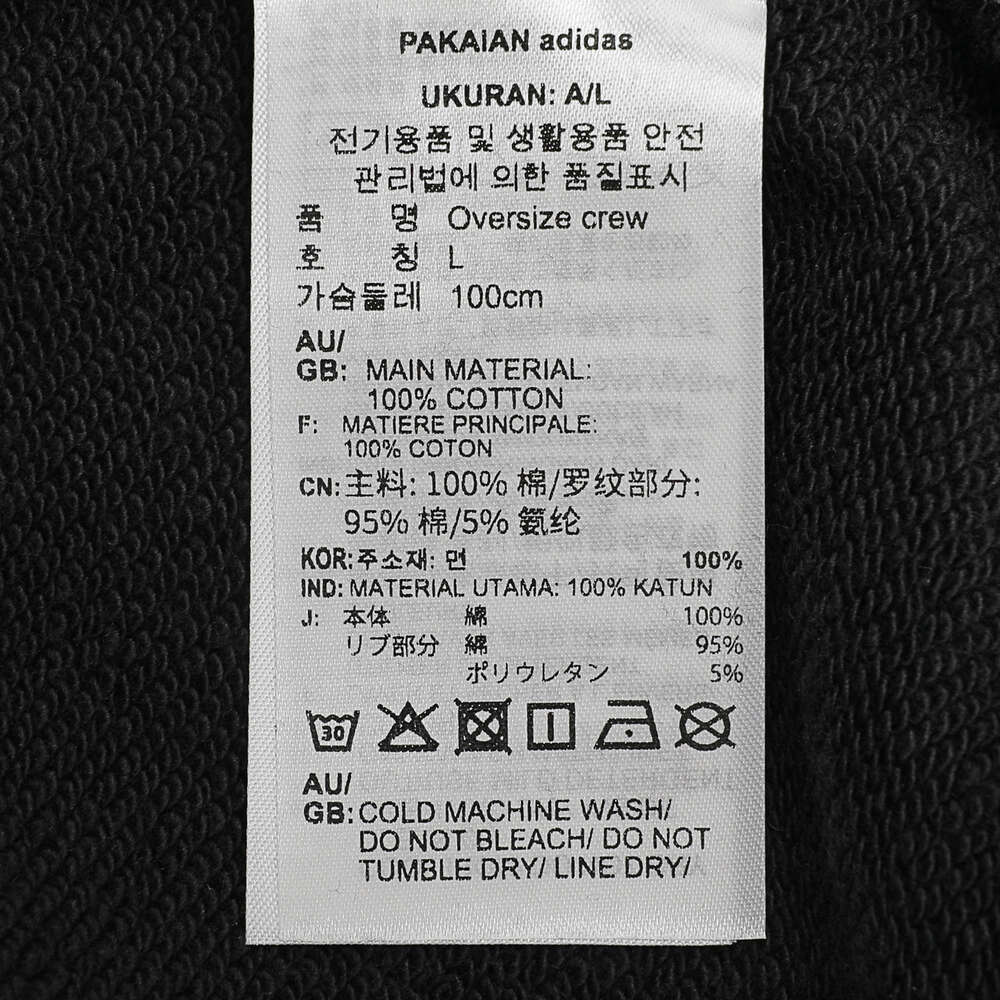 PAKAIAN adidas
UKURAN: A/L
전기용품 및 생활용품 안전
관리법에 의한 품질표시
품 명 Oversize crew
호 칭 L
가슴둘레 100cm
AU/
GB: MAIN MATERIAL:
100% COTTON
F: MATIERE PRINCIPALE:
100% COTON
CN: 主料: 100% 棉/罗纹部分:
95% 棉/5% 氨纶
KOR: 주소재: 면 100%
IND: MATERIAL UTAMA: 100% KATUN
J: 本体 綿 100%
リブ部分 綿 95%
ポリウレタン 5%
30
AU/
GB: COLD MACHINE WASH/
DO NOT BLEACH/ DO NOT
TUMBLE DRY/ LINE DRY/